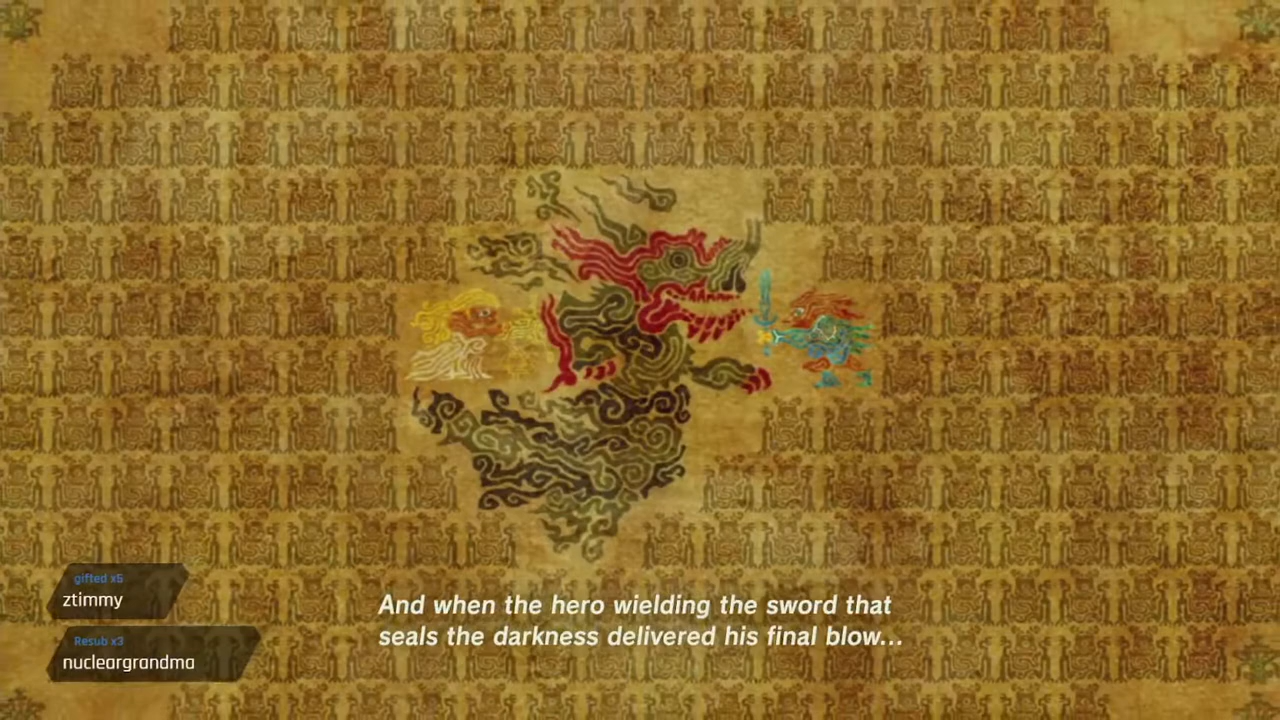 gifted x5
ztimmy
Resub x3
nucleargrandma
And when the hero wielding the sword that
seals the darkness delivered his final blow...